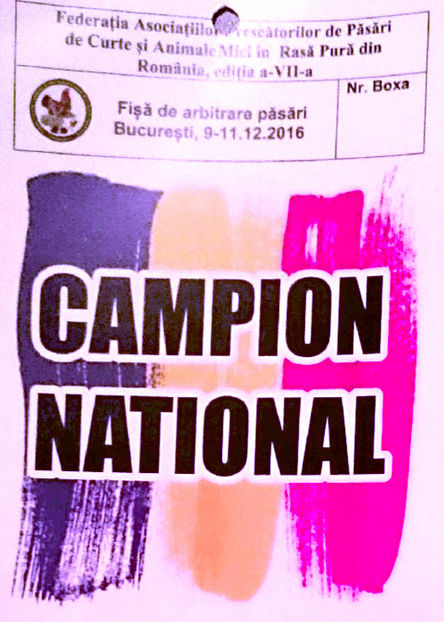 Federația Asociațiilor Crescătorilor de Păsări
de Curte și Animale Mici în Rasă Pură din
România, ediția a-VII-a
Nr. Boxa
Fișă de arbitrare păsări
București, 9-11.12.2016
CAMPION
NATIONAL